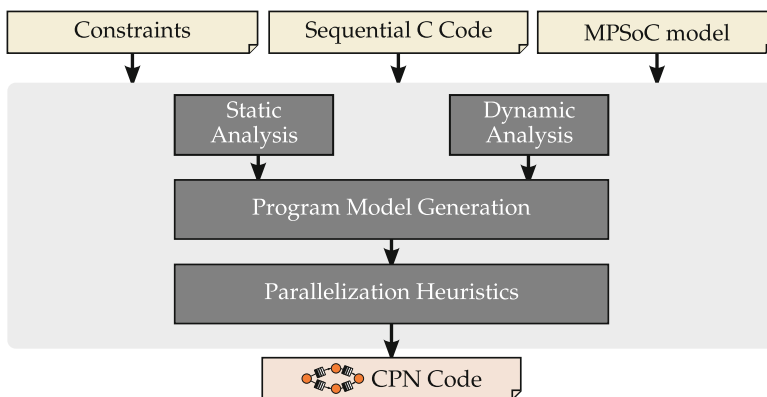 Constraints
Sequential C Code
MPSoC model
Static
Analysis
Dynamic
Analysis
Program Model Generation
Parallelization Heuristics
CPN Code